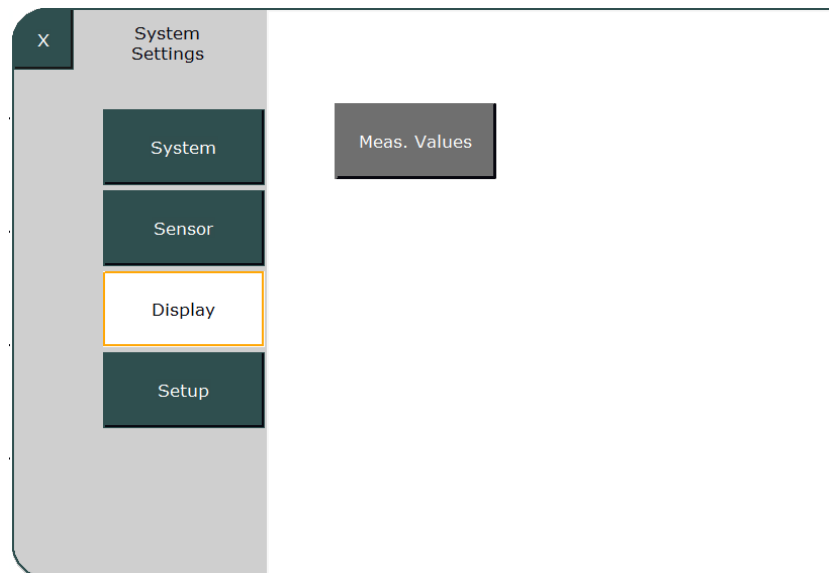 X
System
Settings
System
Meas. Values
Sensor
Display
Setup